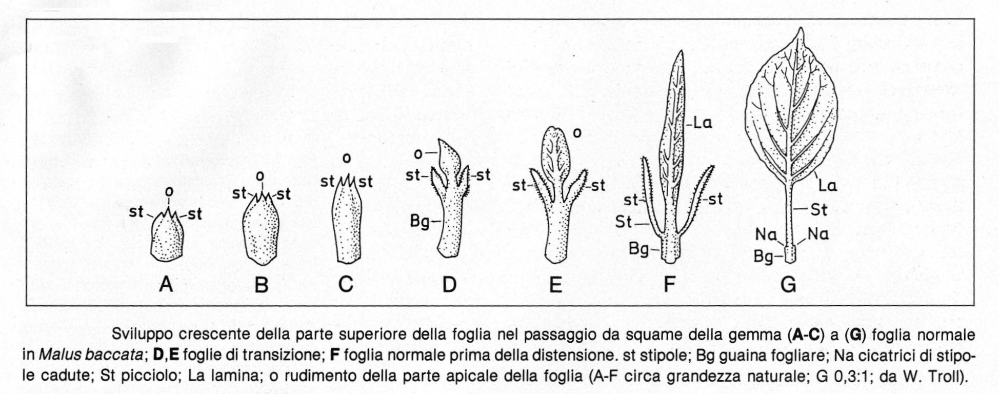 o
st st
o
st st
o
st st
o
st st
Bg
o
st st
La
st st
St
Bg
La
St
Na Na
Bg
A B C D E F G
Sviluppo crescente della parte superiore della foglia nel passaggio da squame della gemma (A-C) a (G) foglia normale
in Malus baccata; D,E foglie di transizione; F foglia normale prima della distensione. st stipole; Bg guaina fogliare; Na cicatrici di stipo-
le cadute; St picciolo; La lamina; o rudimento della parte apicale della foglia (A-F circa grandezza naturale; G 0,3:1; da W. Troll).